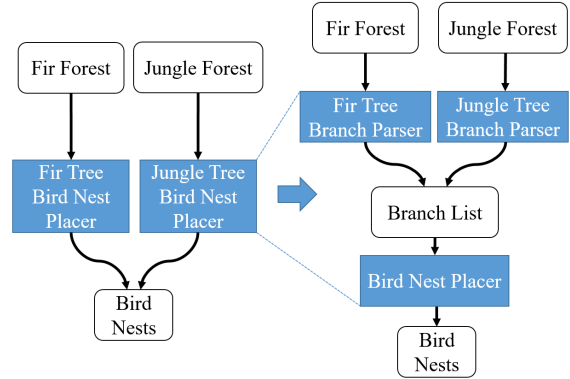 Fir Forest
Jungle Forest
Fir Tree
Bird Nest
Placer
Jungle Tree
Bird Nest
Placer
Bird
Nests
Fir Forest
Jungle Forest
Fir Tree
Branch Parser
Jungle Tree
Branch Parser
Branch List
Bird Nest Placer
Bird
Nests